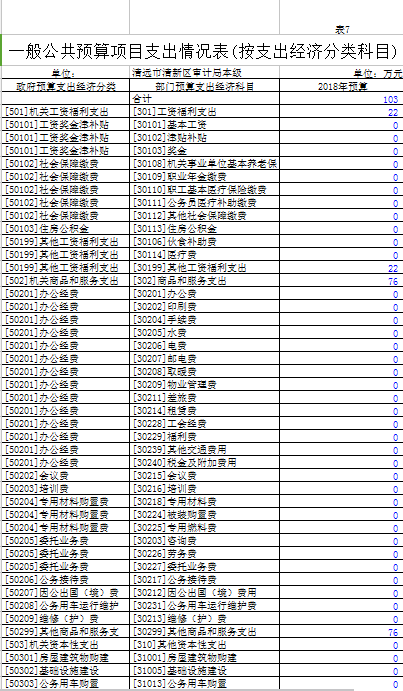 表7
一般公共预算项目支出情况表(按支出经济分类科目)
单位： 清远市清新区审计局本级 单位：万元
政府预算支出经济分类 部门预算支出经济科目 2018年预算
合计 103
[501]机关工资福利支出 [301]工资福利支出 22
[50101]工资奖金津补贴 [30101]基本工资 0
[50101]工资奖金津补贴 [30102]津贴补贴 0
[50101]工资奖金津补贴 [30103]奖金 0
[50102]社会保障缴费 [30108]机关事业单位基本养老保 0
[50102]社会保障缴费 [30109]职业年金缴费 0
[50102]社会保障缴费 [30110]职工基本医疗保险缴费 0
[50102]社会保障缴费 [30111]公务员医疗补助缴费 0
[50102]社会保障缴费 [30112]其他社会保障缴费 0
[50103]住房公积金 [30113]住房公积金 0
[50199]其他工资福利支出 [30106]伙食补助费 0
[50199]其他工资福利支出 [30114]医疗费 0
[50199]其他工资福利支出 [30199]其他工资福利支出 22
[502]机关商品和服务支出 [302]商品和服务支出 76
[50201]办公经费 [30201]办公费 0
[50201]办公经费 [30202]印刷费 0
[50201]办公经费 [30204]手续费 0
[50201]办公经费 [30205]水费 0
[50201]办公经费 [30206]电费 0
[50201]办公经费 [30207]邮电费 0
[50201]办公经费 [30208]取暖费 0
[50201]办公经费 [30209]物业管理费 0
[50201]办公经费 [30211]差旅费 0
[50201]办公经费 [30214]租赁费 0
[50201]办公经费 [30228]工会经费 0
[50201]办公经费 [30229]福利费 0
[50201]办公经费 [30239]其他交通费用 0
[50201]办公经费 [30240]税金及附加费用 0
[50202]会议费 [30215]会议费 0
[50203]培训费 [30216]培训费 0
[50204]专用材料购置费 [30218]专用材料费 0
[50204]专用材料购置费 [30224]被装购置费 0
[50204]专用材料购置费 [30225]专用燃料费 0
[50205]委托业务费 [30203]咨询费 0
[50205]委托业务费 [30226]劳务费 0
[50205]委托业务费 [30227]委托业务费 0
[50206]公务接待费 [30217]公务接待费 0
[50207]因公出国（境）费 [30212]因公出国（境）费用 0
[50208]公务用车运行维护 [30231]公务用车运行维护费 0
[50209]维修（护）费 [30213]维修（护）费 0
[50299]其他商品和服务支 [30299]其他商品和服务支出 76
[503]机关资本性支出 [310]其他资本性支出 0
[50301]房屋建筑物购建 [31001]房屋建筑物购建 0
[50302]基础设施建设 [31005]基础设施建设 0
[50303]公务用车购置 [31013]公务用车购置 0